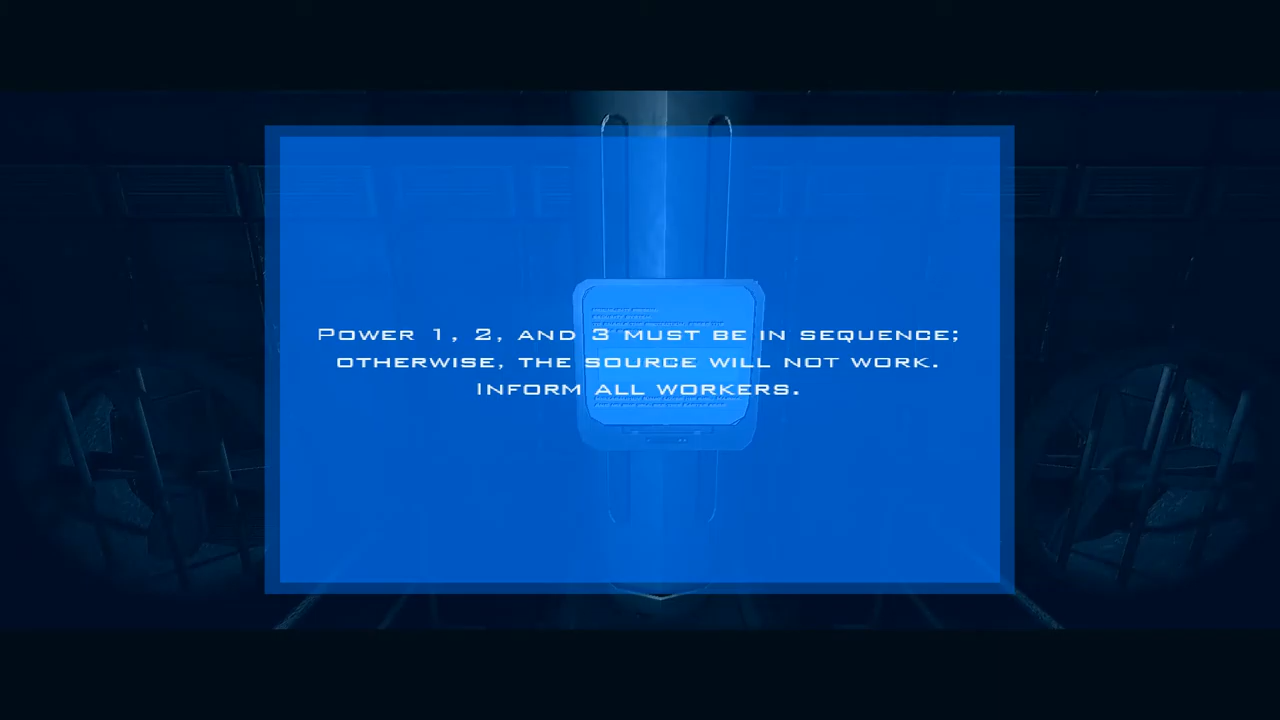 Power 1, 2, and 3 must be in sequence;
otherwise, the source will not work.
Inform all workers.